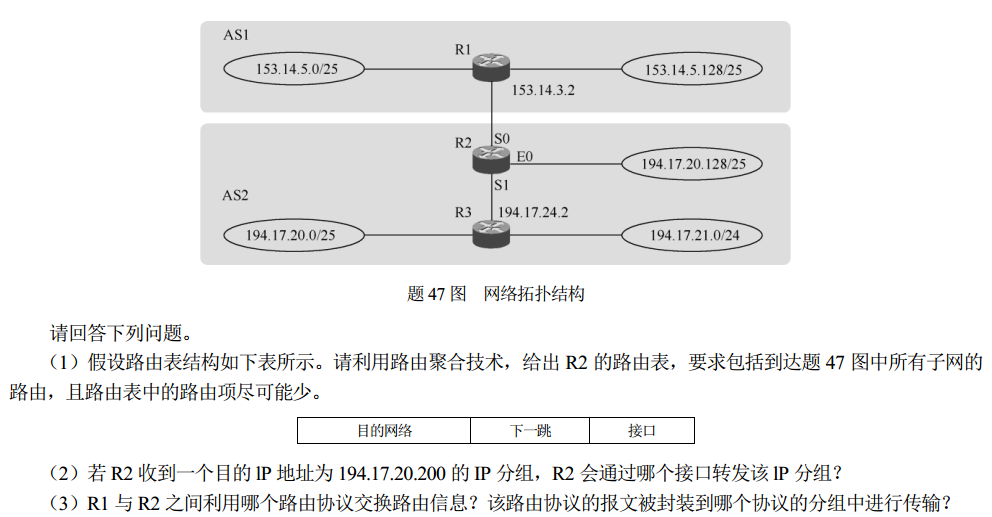 AS1
R1
153.14.5.0/25
153.14.5.128/25
153.14.3.2
R2
S0
E0
194.17.20.128/25
S1
AS2
R3
194.17.24.2
194.17.20.0/25
194.17.21.0/24
题 47 图 网络拓扑结构
请回答下列问题。
（1）假设路由表结构如下表所示。请利用路由聚合技术，给出 R2 的路由表，要求包括到达题 47 图中所有子网的
路由，且路由表中的路由项尽可能少。
目的网络 下一跳 接口
（2）若 R2 收到一个目的 IP 地址为 194.17.20.200 的 IP 分组，R2 会通过哪个接口转发该 IP 分组？
（3）R1 与 R2 之间利用哪个路由协议交换路由信息？该路由协议的报文被封装到哪个协议的分组中进行传输？